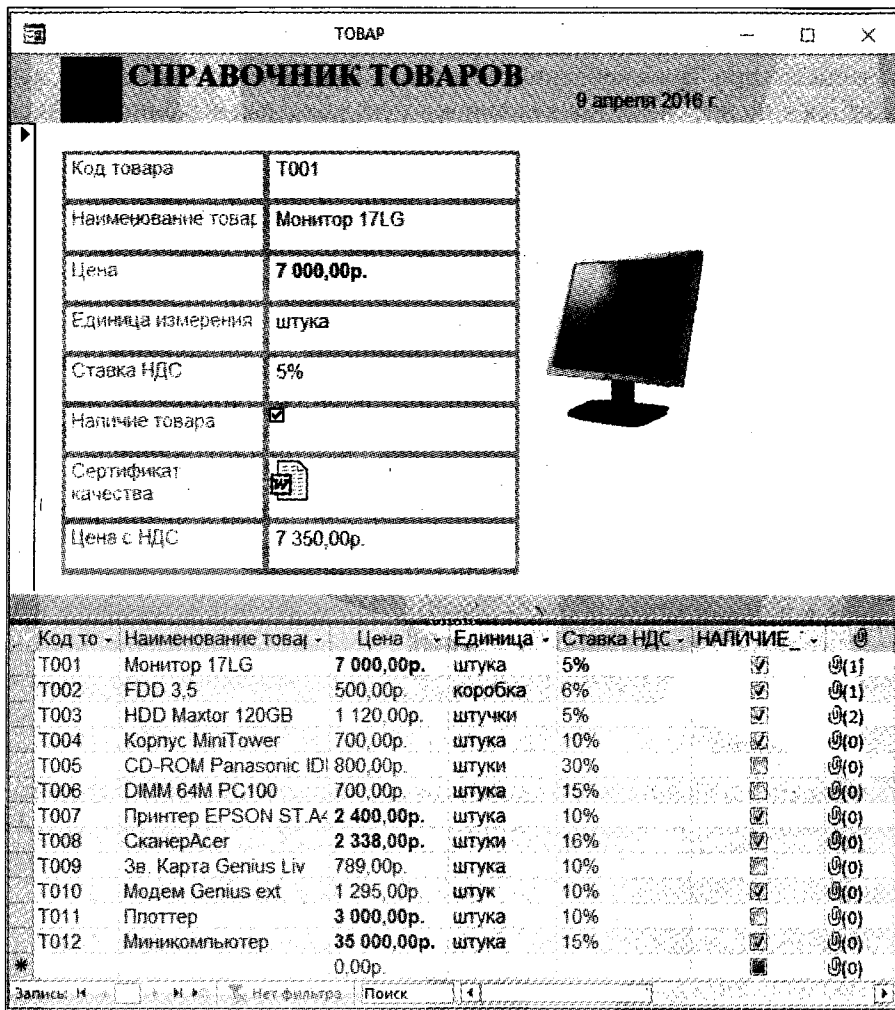 ТОВАР
СПРАВОЧНИК ТОВАРОВ
9 апреля 2016 г.
Код товара T001
Наименование товар Монитор 17LG
Цена 7 000,00р.
Единица измерения штука
Ставка НДС 5%
Наличие товара
Сертификат качества
Цена с НДС 7 350,00р.
Код то Наименование товар Цена Единица Ставка НДС НАЛИЧИЕ_
T001 Монитор 17LG 7 000,00р. штука 5% (1)
T002 FDD 3,5 500,00р. коробка 6% (1)
T003 HDD Maxtor 120GB 1 120,00р. штучки 5% (2)
T004 Корпус MiniTower 700,00р. штука 10% (0)
T005 CD-ROM Panasonic IDI 800,00р. штуки 30% (0)
T006 DIMM 64M PC100 700,00р. штука 15% (0)
T007 Принтер EPSON ST.A4 2 400,00р. штука 10% (0)
T008 СканерAcer 2 338,00р. штуки 16% (0)
T009 Зв. Карта Genius Liv 789,00р. штука 10% (0)
T010 Модем Genius ext 1 295,00р. штук 10% (0)
T011 Плоттер 3 000,00р. штука 10% (0)
T012 Миникомпьютер 35 000,00р. штука 15% (0)
0,00р. (0)
Запись: Нет фильтра Поиск